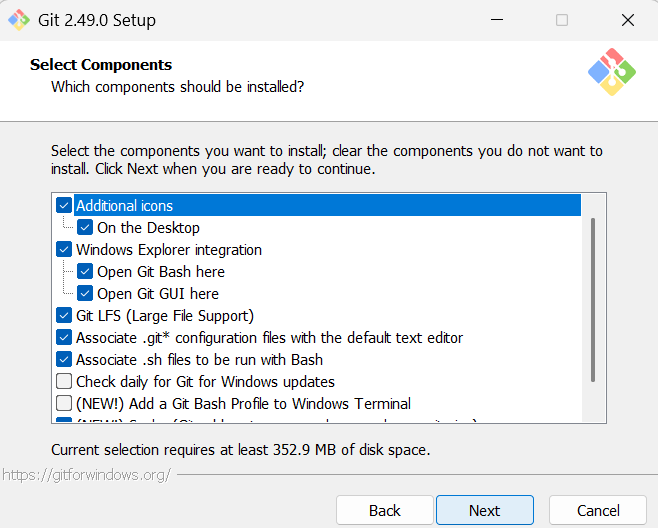 Git 2.49.0 Setup
Select Components
Which components should be installed?
Select the components you want to install; clear the components you do not want to
install. Click Next when you are ready to continue.
Additional icons
On the Desktop
Windows Explorer integration
Open Git Bash here
Open Git GUI here
Git LFS (Large File Support)
Associate .git* configuration files with the default text editor
Associate .sh files to be run with Bash
Check daily for Git for Windows updates
(NEW!) Add a Git Bash Profile to Windows Terminal
(NEW!)
Current selection requires at least 352.9 MB of disk space.
https://gitforwindows.org/
Back
Next
Cancel